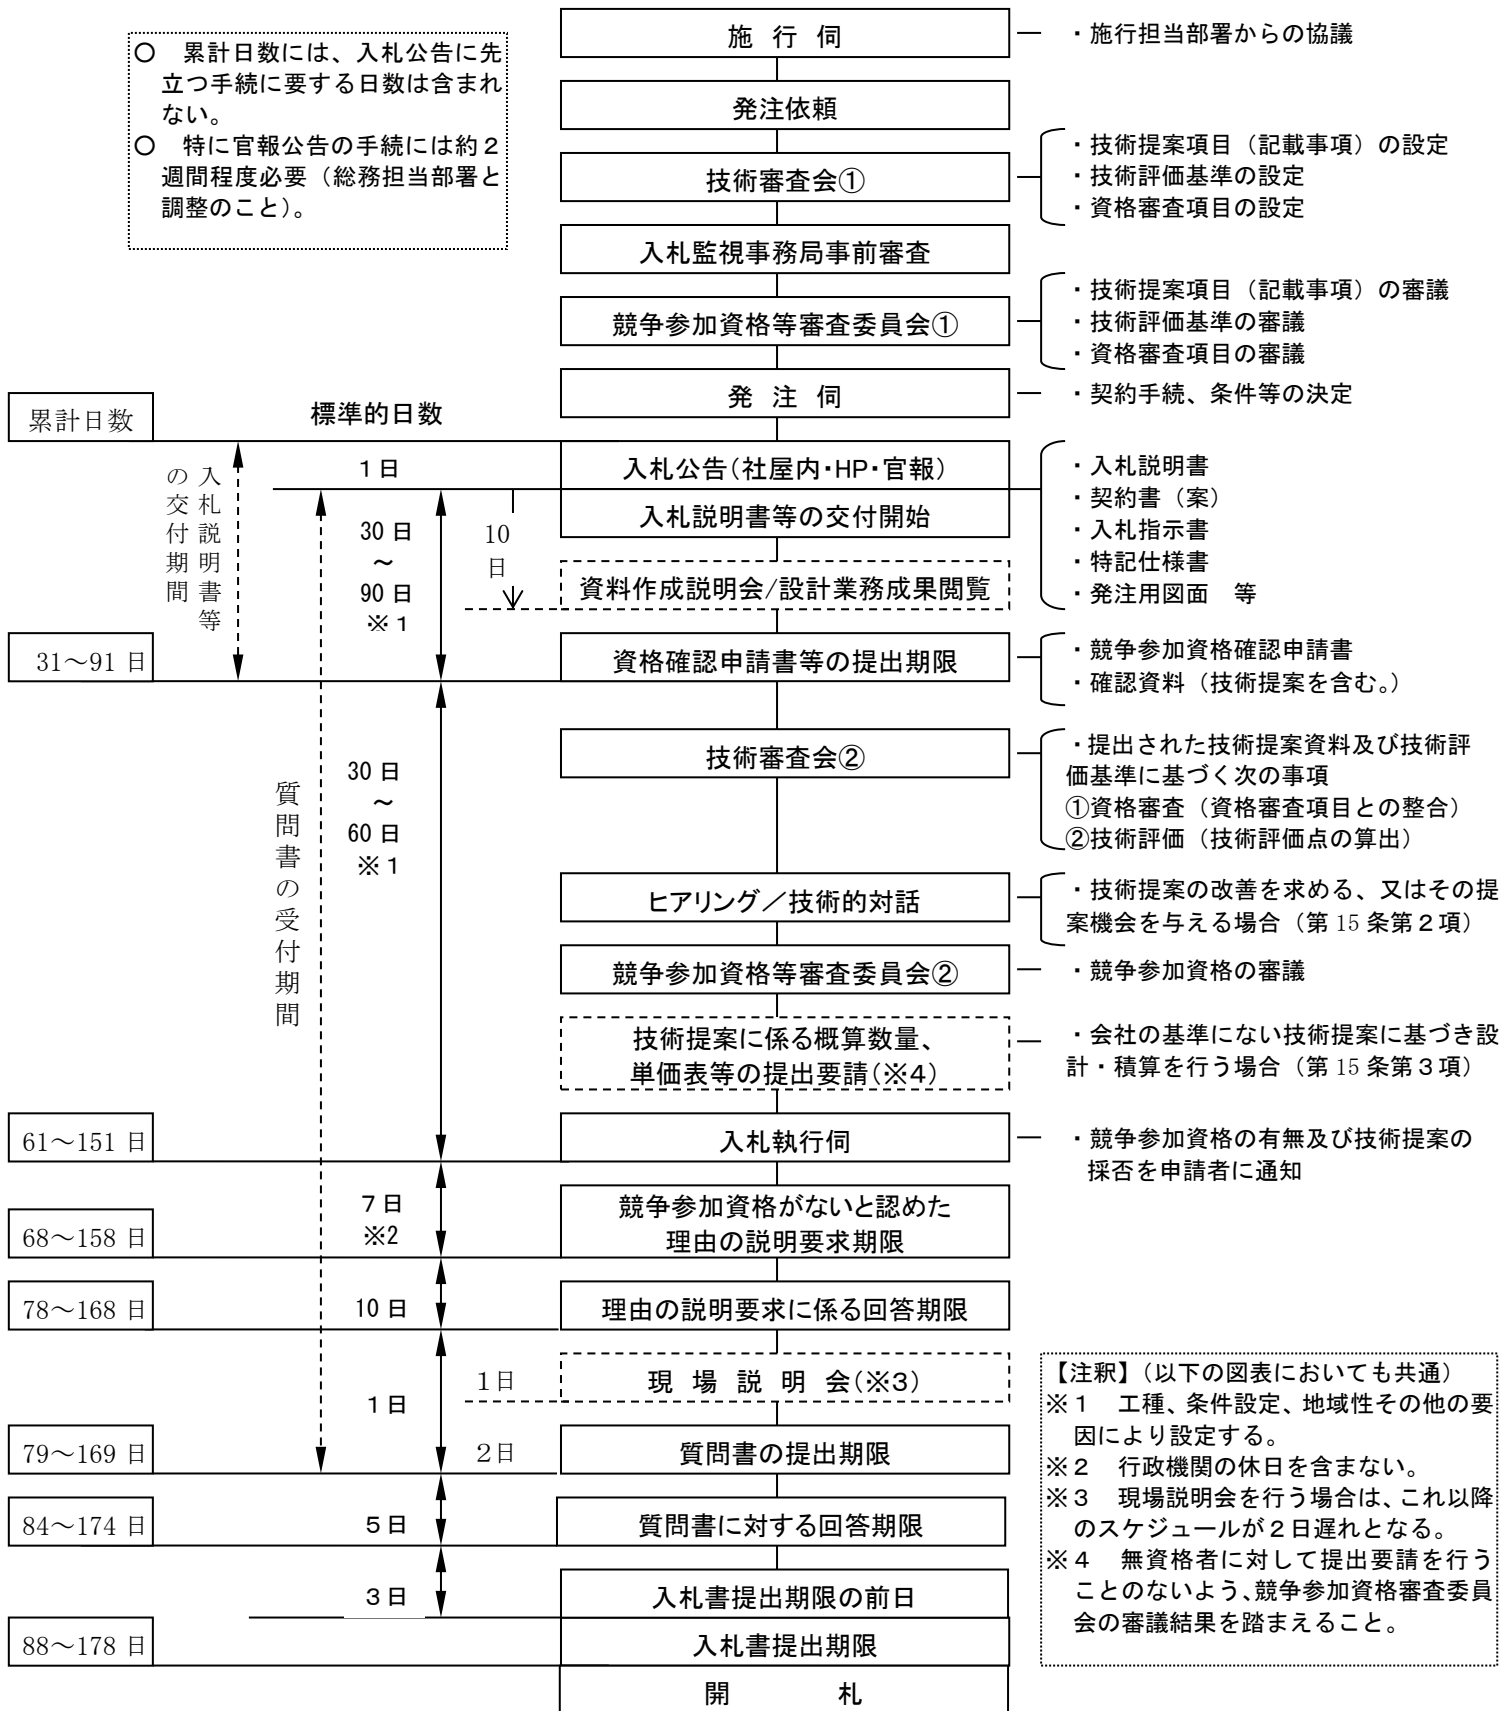 ○　累計日数には、入札公告に先
立つ手続に要する日数は含まれ
ない。
○　特に官報公告の手続には約２
週間程度必要（総務担当部署と
調整のこと）。
施　行　伺
・施行担当部署からの協議
発注依頼
技術審査会①
・技術提案項目（記載事項）の設定
・技術評価基準の設定
・資格審査項目の設定
入札監視事務局事前審査
競争参加資格等審査委員会①
・技術提案項目（記載事項）の審議
・技術評価基準の審議
・資格審査項目の審議
発　注　伺
・契約手続、条件等の決定
累計日数
標準的日数
入札公告(社屋内・HP・官報)
１日
入札説明書等
の交付期間
入札説明書等の交付開始
・入札説明書
・契約書（案）
・入札指示書
・特記仕様書
・発注用図面　等
30 日
～
90 日
※１
10
日
資料作成説明会/設計業務成果閲覧
31～91 日
資格確認申請書等の提出期限
・競争参加資格確認申請書
・確認資料（技術提案を含む。）
質問書の受付期間
30 日
～
60 日
※１
技術審査会②
・提出された技術提案資料及び技術評
価基準に基づく次の事項
①資格審査（資格審査項目との整合）
②技術評価（技術評価点の算出）
ヒアリング／技術的対話
・技術提案の改善を求める、又はその提
案機会を与える場合（第 15 条第２項）
競争参加資格等審査委員会②
・競争参加資格の審議
技術提案に係る概算数量、
単価表等の提出要請(※４)
・会社の基準にない技術提案に基づき設
計・積算を行う場合（第 15 条第３項）
61～151 日
入札執行伺
・競争参加資格の有無及び技術提案の
採否を申請者に通知
７日
※2
68～158 日
競争参加資格がないと認めた
理由の説明要求期限
78～168 日
10 日
理由の説明要求に係る回答期限
１日
１日
現　場　説　明　会(※３)
79～169 日
２日
質問書の提出期限
84～174 日
５日
質問書に対する回答期限
３日
入札書提出期限の前日
88～178 日
入札書提出期限
開　　　　札
【注釈】（以下の図表においても共通）
※１　工種、条件設定、地域性その他の要
因により設定する。
※２　行政機関の休日を含まない。
※３　現場説明会を行う場合は、これ以降
のスケジュールが２日遅れとなる。
※４　無資格者に対して提出要請を行う
ことのないよう、競争参加資格審査委員
会の審議結果を踏まえること。